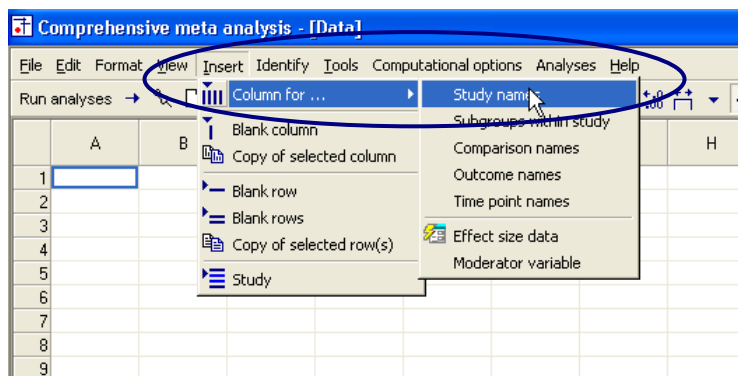 Comprehensive meta analysis - [Data]
File Edit Format View Insert Identify Tools Computational options Analyses Help
Run analyses
Column for ...
Blank column
Copy of selected column
Blank row
Blank rows
Copy of selected row(s)
Study
Study names
Subgroups within study
Comparison names
Outcome names
Time point names
Effect size data
Moderator variable
A B H
1
2
3
4
5
6
7
8
9